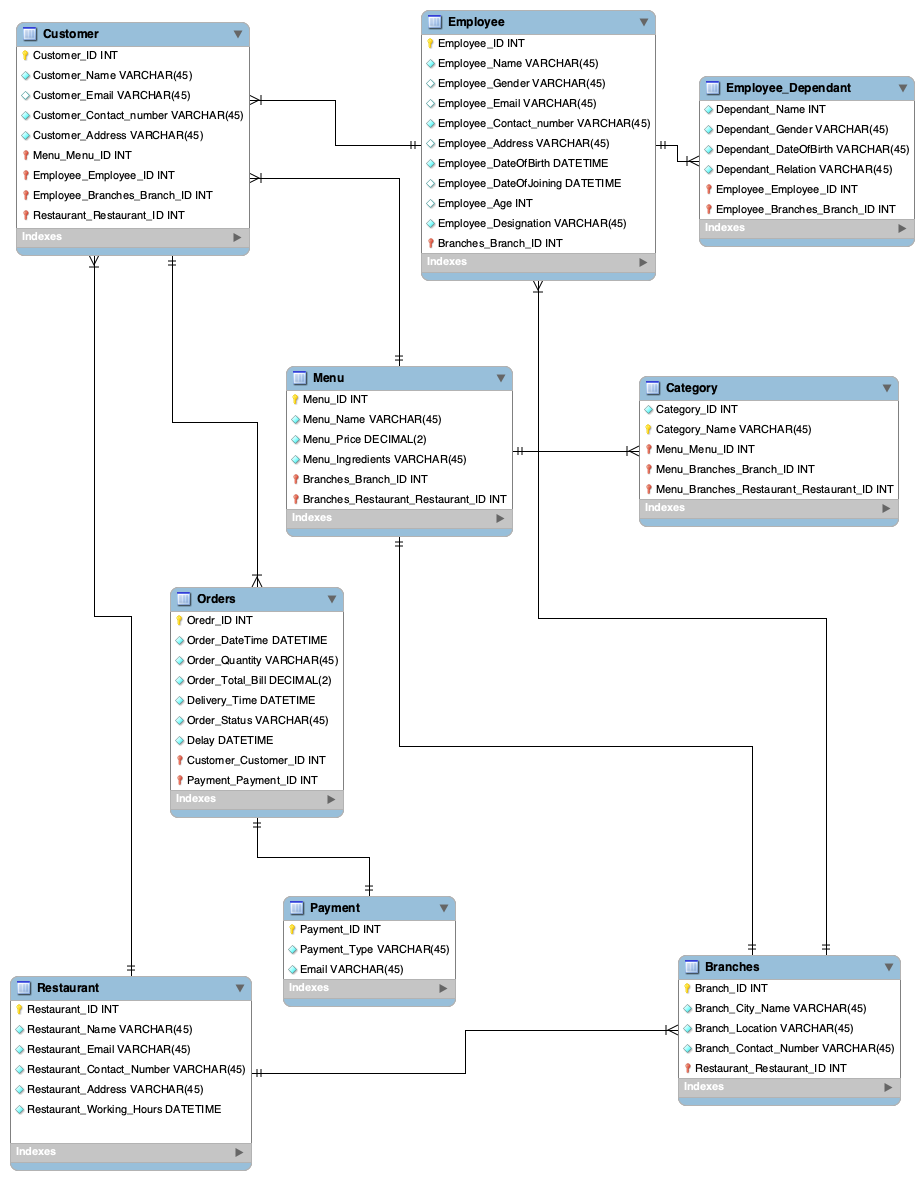 Customer
Customer_ID INT
Customer_Name VARCHAR(45)
Customer_Email VARCHAR(45)
Customer_Contact_number VARCHAR(45)
Customer_Address VARCHAR(45)
Menu_Menu_ID INT
Employee_Employee_ID INT
Employee_Branches_Branch_ID INT
Restaurant_Restaurant_ID INT
Indexes
Employee
Employee_ID INT
Employee_Name VARCHAR(45)
Employee_Gender VARCHAR(45)
Employee_Email VARCHAR(45)
Employee_Contact_number VARCHAR(45)
Employee_Address VARCHAR(45)
Employee_DateOfBirth DATETIME
Employee_DateOfJoining DATETIME
Employee_Age INT
Employee_Designation VARCHAR(45)
Branches_Branch_ID INT
Indexes
Employee_Dependant
Dependant_Name INT
Dependant_Gender VARCHAR(45)
Dependant_DateOfBirth VARCHAR(45)
Dependant_Relation VARCHAR(45)
Employee_Employee_ID INT
Employee_Branches_Branch_ID INT
Indexes
Menu
Menu_ID INT
Menu_Name VARCHAR(45)
Menu_Price DECIMAL(2)
Menu_Ingredients VARCHAR(45)
Branches_Branch_ID INT
Branches_Restaurant_Restaurant_ID INT
Indexes
Category
Category_ID INT
Category_Name VARCHAR(45)
Menu_Menu_ID INT
Menu_Branches_Branch_ID INT
Menu_Branches_Restaurant_Restaurant_ID INT
Indexes
Orders
Oredr_ID INT
Order_DateTime DATETIME
Order_Quantity VARCHAR(45)
Order_Total_Bill DECIMAL(2)
Delivery_Time DATETIME
Order_Status VARCHAR(45)
Delay DATETIME
Customer_Customer_ID INT
Payment_Payment_ID INT
Indexes
Payment
Payment_ID INT
Payment_Type VARCHAR(45)
Email VARCHAR(45)
Indexes
Restaurant
Restaurant_ID INT
Restaurant_Name VARCHAR(45)
Restaurant_Email VARCHAR(45)
Restaurant_Contact_Number VARCHAR(45)
Restaurant_Address VARCHAR(45)
Restaurant_Working_Hours DATETIME
Indexes
Branches
Branch_ID INT
Branch_City_Name VARCHAR(45)
Branch_Location VARCHAR(45)
Branch_Contact_Number VARCHAR(45)
Restaurant_Restaurant_ID INT
Indexes